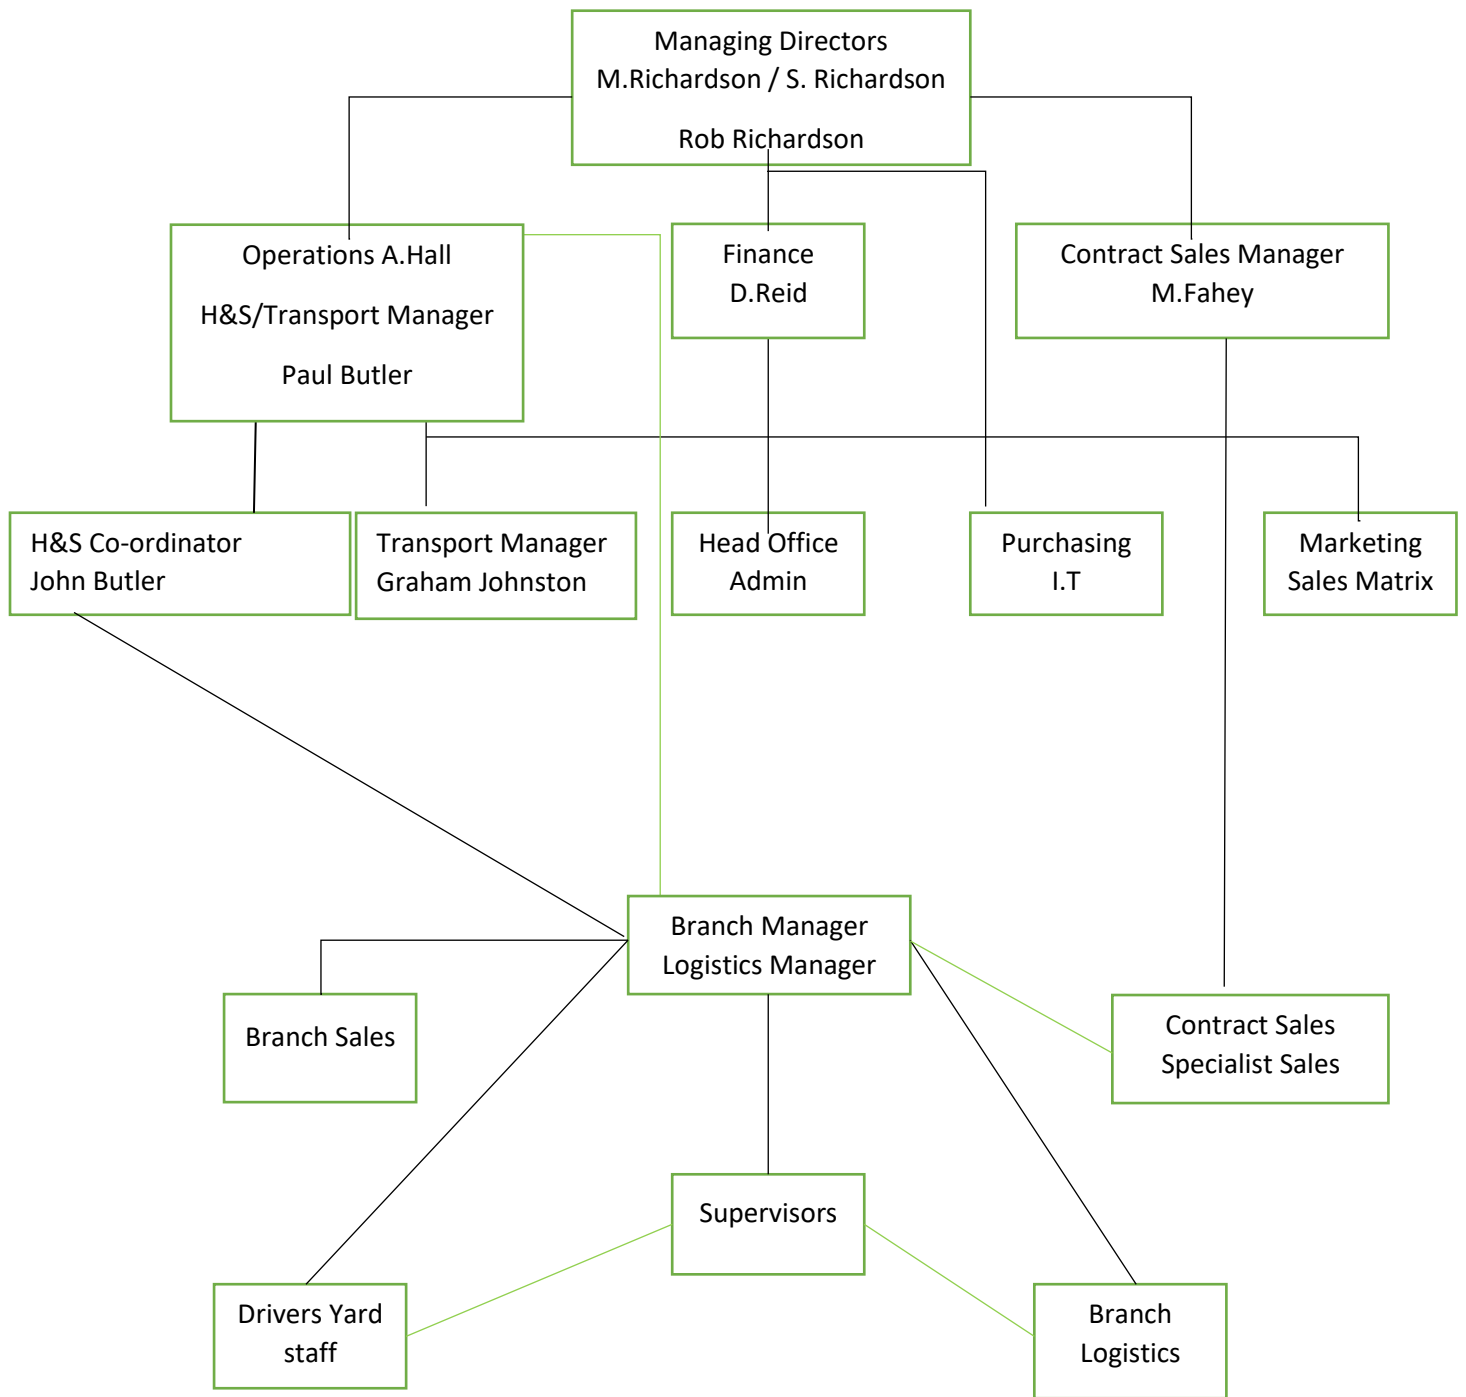 Managing Directors
M.Richardson / S. Richardson
Rob Richardson
Operations A.Hall
H&S/Transport Manager
Paul Butler
Finance
D.Reid
Contract Sales Manager
M.Fahey
H&S Co-ordinator
John Butler
Transport Manager
Graham Johnston
Head Office
Admin
Purchasing
I.T
Marketing
Sales Matrix
Branch Manager
Logistics Manager
Branch Sales
Contract Sales
Specialist Sales
Supervisors
Drivers Yard
staff
Branch
Logistics